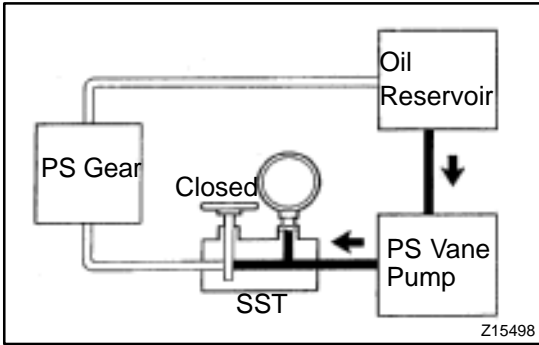 Oil
Reservoir
PS Gear
Closed
PS Vane
Pump
SST
Z15498